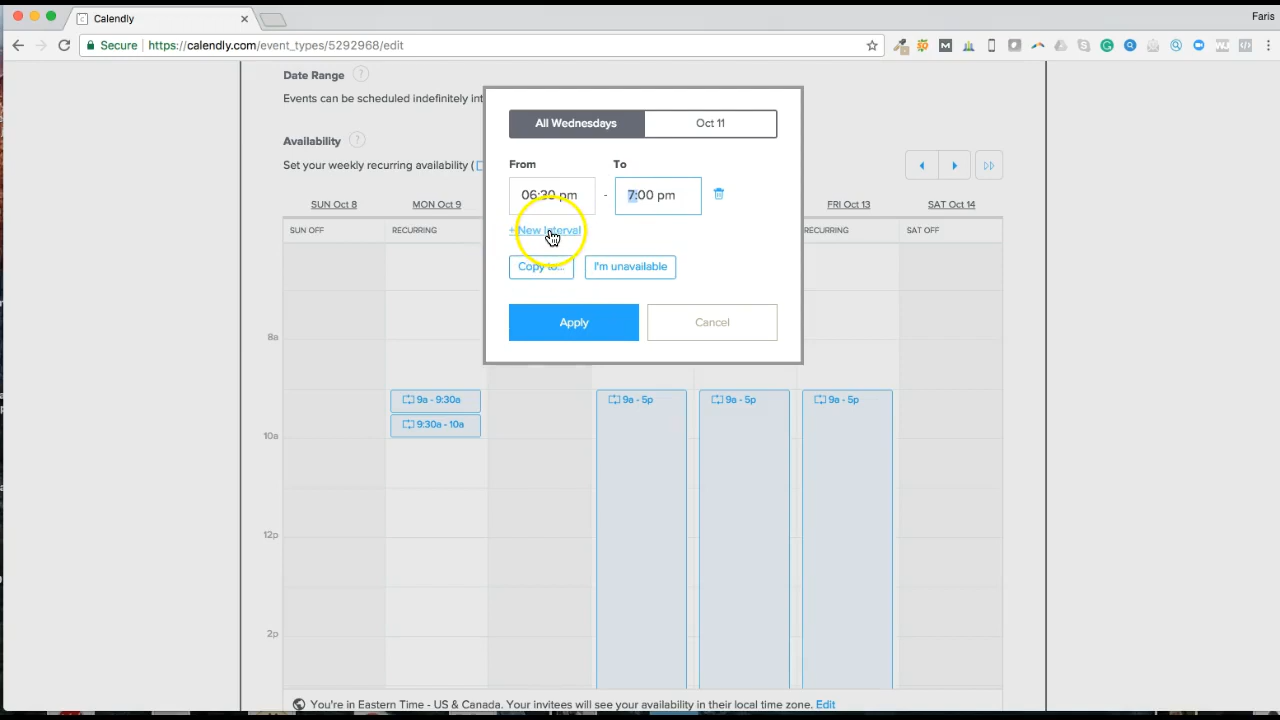 Calendly
Faris
Secure
https://calendly.com/event_types/5292968/edit
Date Range ?
Events can be scheduled indefinitely int
Availability ?
Set your weekly recurring availability (
All Wednesdays
Oct 11
From
To
06:30 pm - 7:00 pm
+ New Interval
Copy to...
I'm unavailable
Apply
Cancel
SUN Oct 8
MON Oct 9
FRI Oct 13
SAT Oct 14
SUN OFF
RECURRING
RECURRING
SAT OFF
8a
9a - 9:30a
9a - 5p
9a - 5p
9a - 5p
9:30a - 10a
10a
12p
2p
You're in Eastern Time - US & Canada. Your invitees will see your availability in their local time zone. Edit